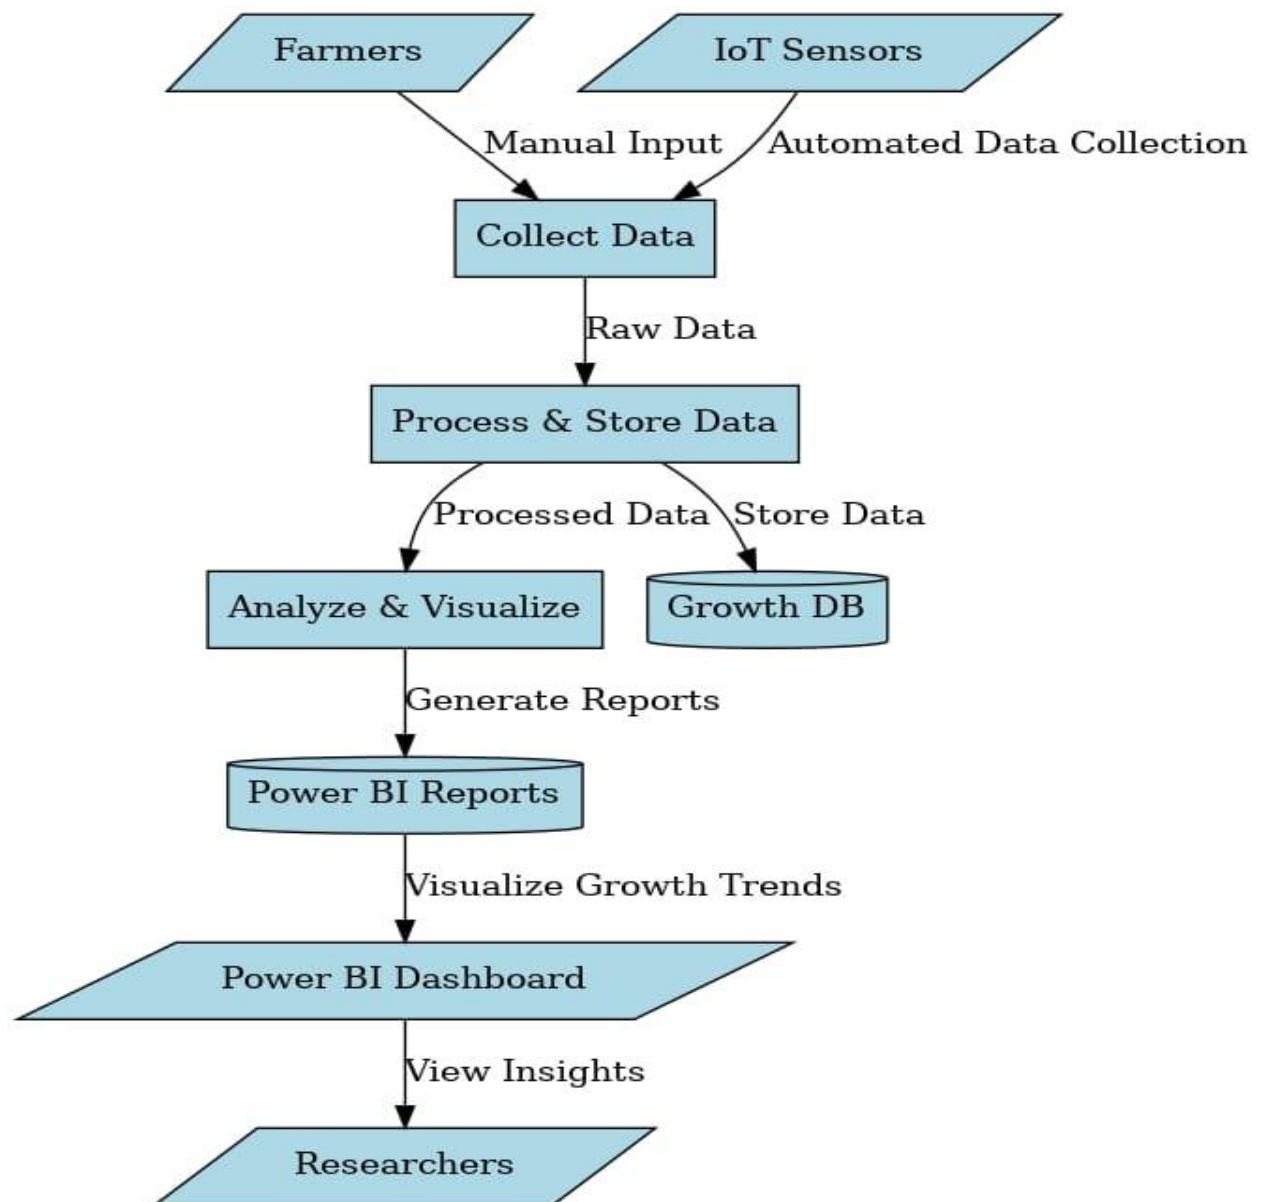 Farmers
IoT Sensors
Manual Input
Automated Data Collection
Collect Data
Raw Data
Process & Store Data
Processed Data
Store Data
Analyze & Visualize
Growth DB
Generate Reports
Power BI Reports
Visualize Growth Trends
Power BI Dashboard
View Insights
Researchers